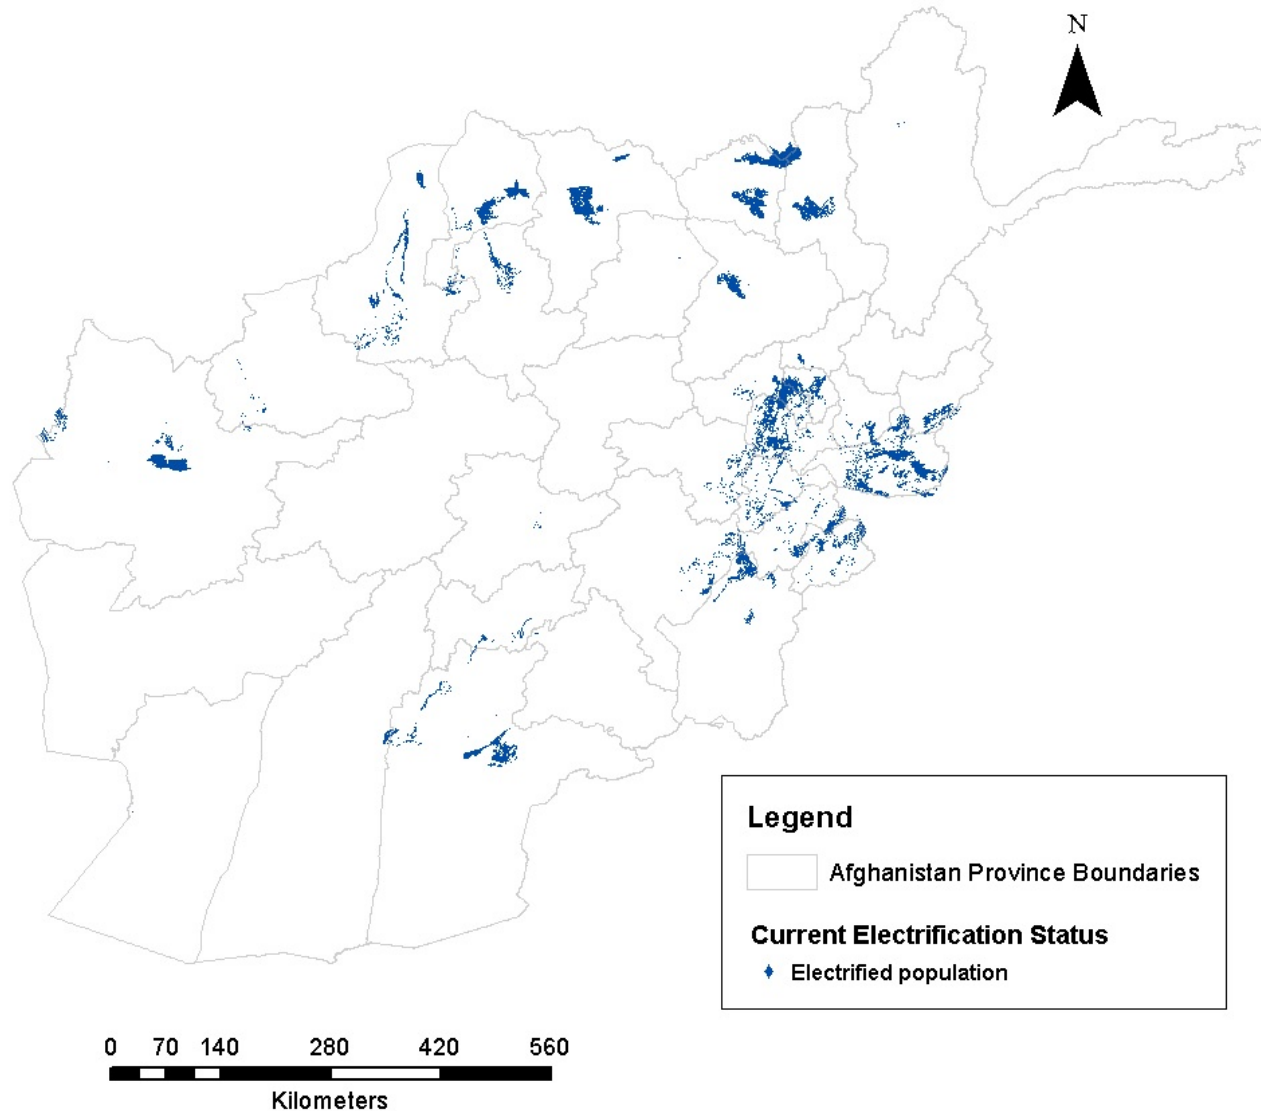 N
Legend
Afghanistan Province Boundaries
Current Electrification Status
Electrified population
0 70 140 280 420 560
Kilometers